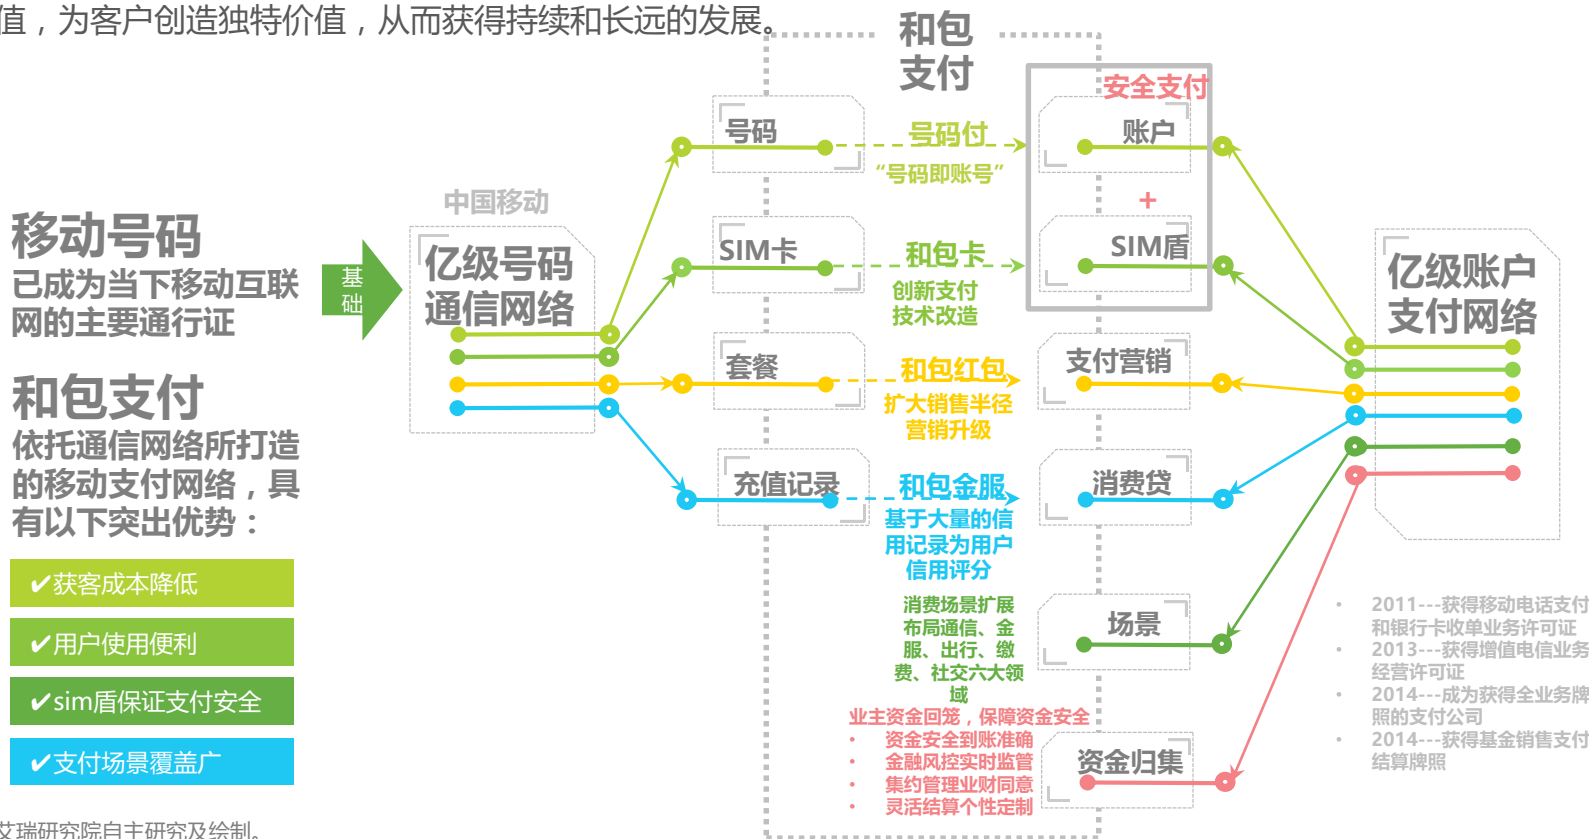 值，为客户创造独特价值，从而获得持续和长远的发展。
和包
支付
安全支付
号码
号码付
“号码即账号”
账户
+
中国移动
移动号码
已成为当下移动互联
网的主要通行证
基
础
亿级号码
通信网络
SIM卡
和包卡
创新支付
技术改造
SIM盾
亿级账户
支付网络
套餐
和包红包
扩大销售半径
营销升级
支付营销
和包支付
依托通信网络所打造
的移动支付网络，具
有以下突出优势：
充值记录
和包金服
基于大量的信
用记录为用户
信用评分
消费贷
✔获客成本降低
✔用户使用便利
✔sim盾保证支付安全
✔支付场景覆盖广
消费场景扩展
布局通信、金
服、出行、缴
费、社交六大领
域
场景
业主资金回笼，保障资金安全
• 资金安全到账准确
• 金融风控实时监管
• 集约管理业财同意
• 灵活结算个性定制
资金归集
• 2011---获得移动电话支付
和银行卡收单业务许可证
• 2013---获得增值电信业务
经营许可证
• 2014---成为获得全业务牌
照的支付公司
• 2014---获得基金销售支付
结算牌照
艾瑞研究院自主研究及绘制。